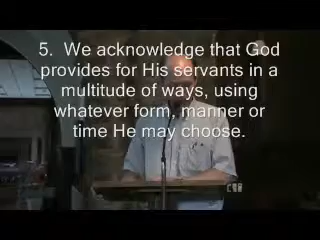 5. We acknowledge that God
provides for His servants in a
multitude of ways, using
whatever form, manner or
time He may choose.